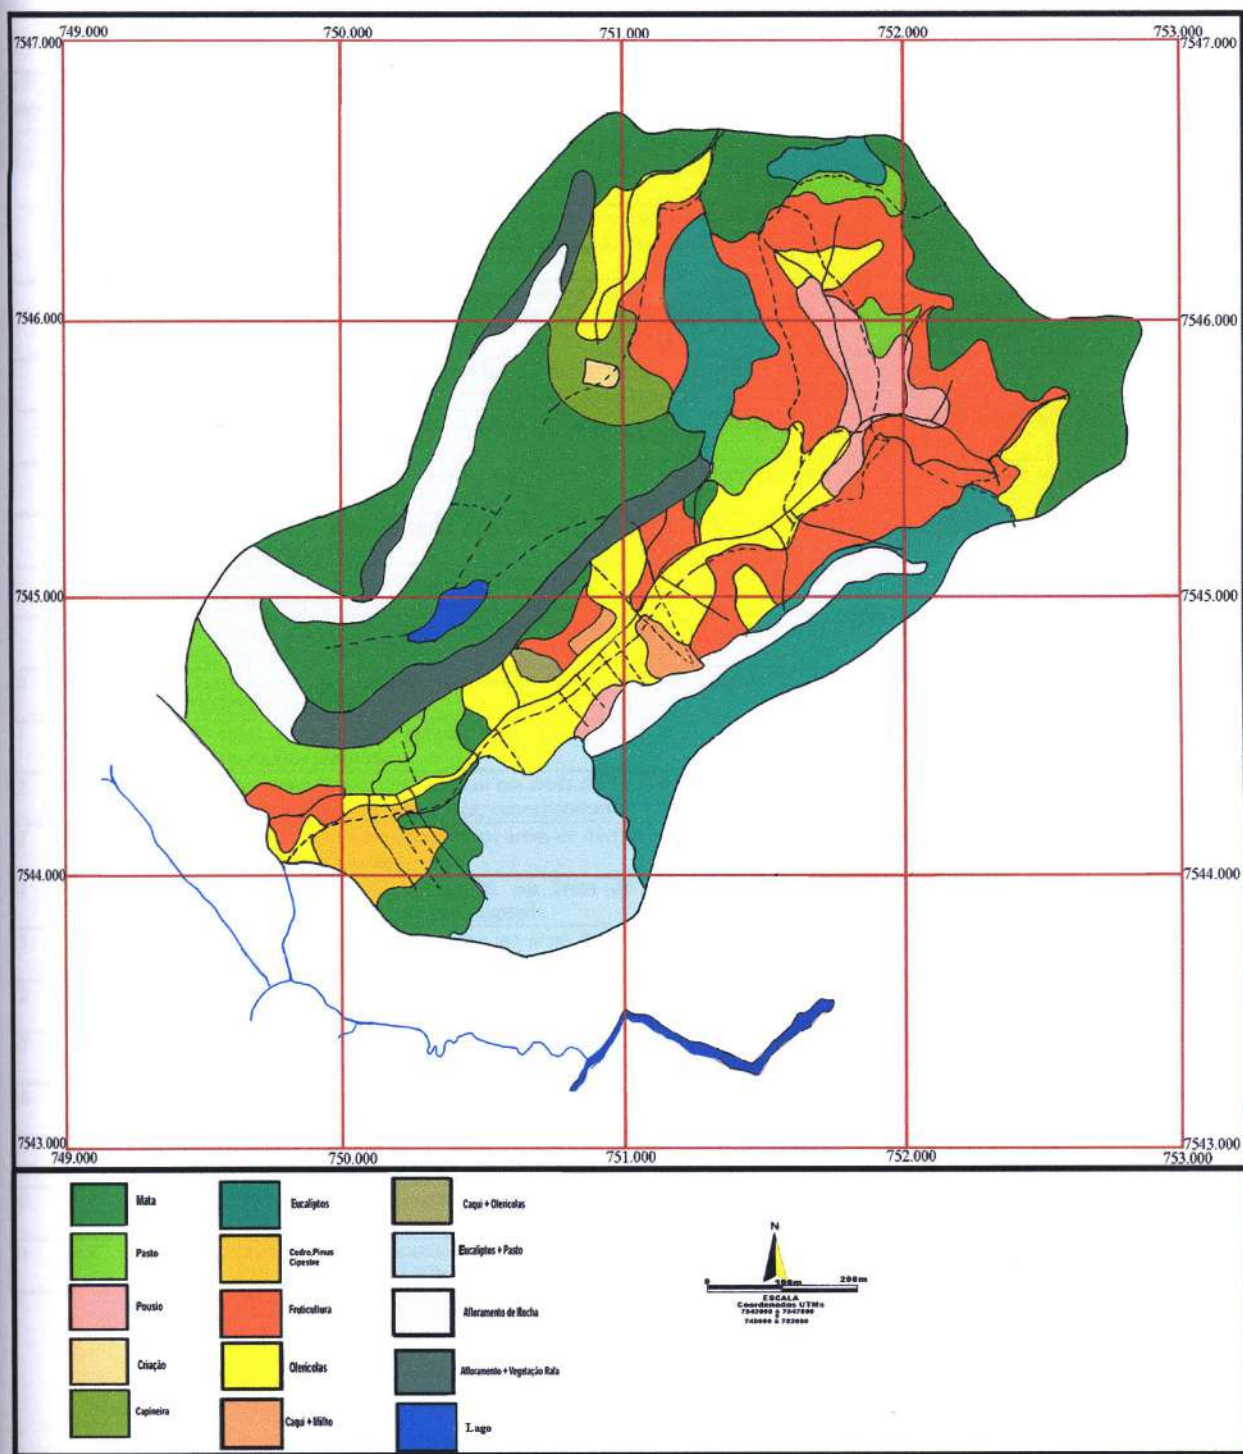 749.000 750.000 751.000 752.000 753.000
7547.000 7547.000
7546.000 7546.000
7545.000 7545.000
7544.000 7544.000
7543.000 7543.000
749.000 750.000 751.000 752.000 753.000
Mata
Pasto
Pousio
Criação
Capineira
Eucaliptos
Cedro,Pinus
Cipestre
Fruticultura
Olerícolas
Caqui + Milho
Caqui + Olerícolas
Eucaliptos + Pasto
Afloramento de Rocha
Afloramento + Vegetação Rala
Lago
N
0 100m 200m
ESCALA
Coordenadas UTMs